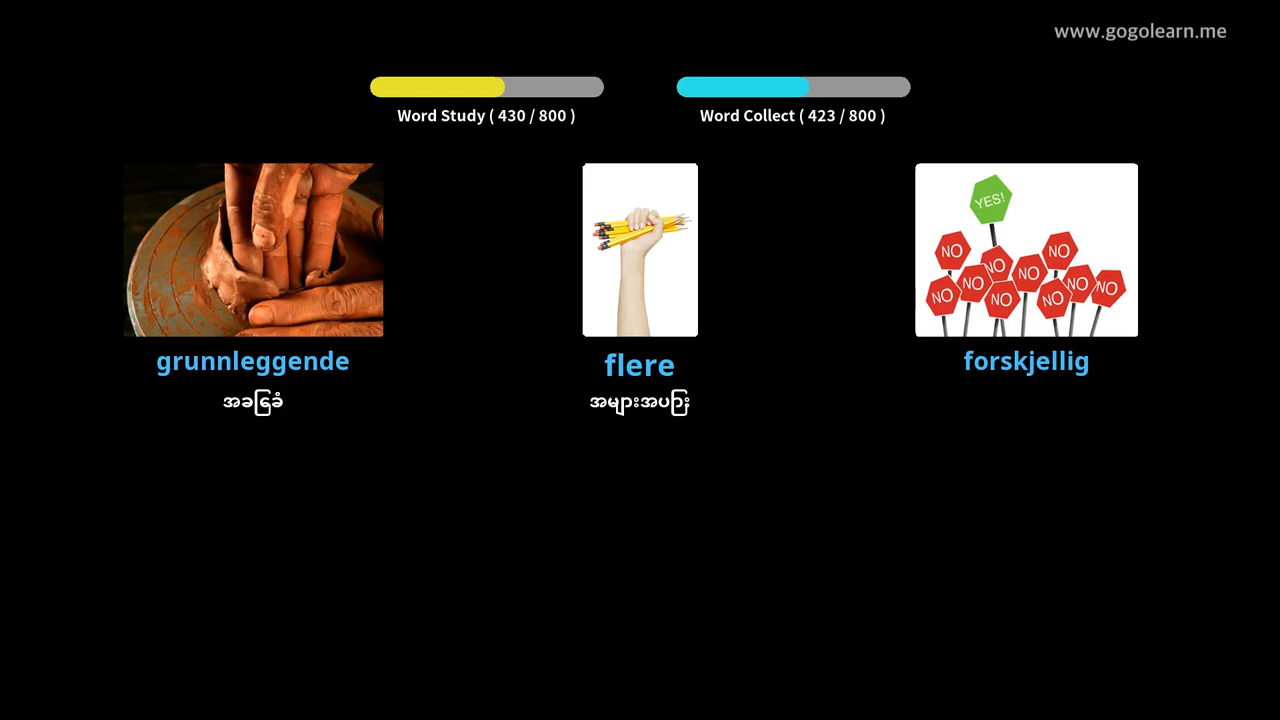 www.gogolearn.me
Word Study ( 430 / 800 )
Word Collect ( 423 / 800 )
YES!
NO
NO
NO
NO
NO
NO
NO
NO
NO
NO
grunnleggende
flere
forskjellig
အခြေခံ
အများအပြား